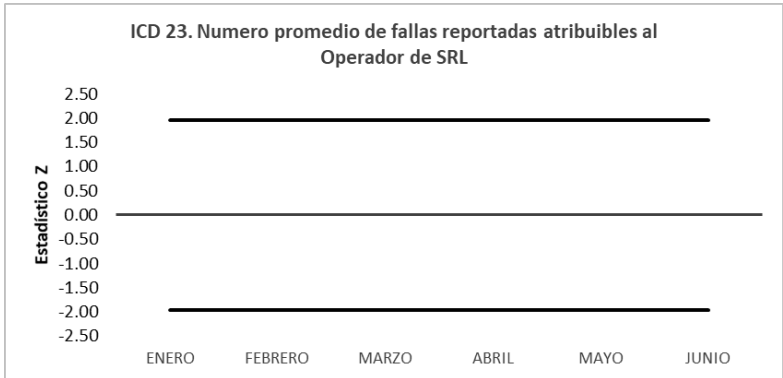 ICD 23. Numero promedio de fallas reportadas atribuibles al
Operador de SRL
Estadístico Z
2.50
2.00
1.50
1.00
0.50
0.00
-0.50
-1.00
-1.50
-2.00
-2.50
ENERO FEBRERO MARZO ABRIL MAYO JUNIO